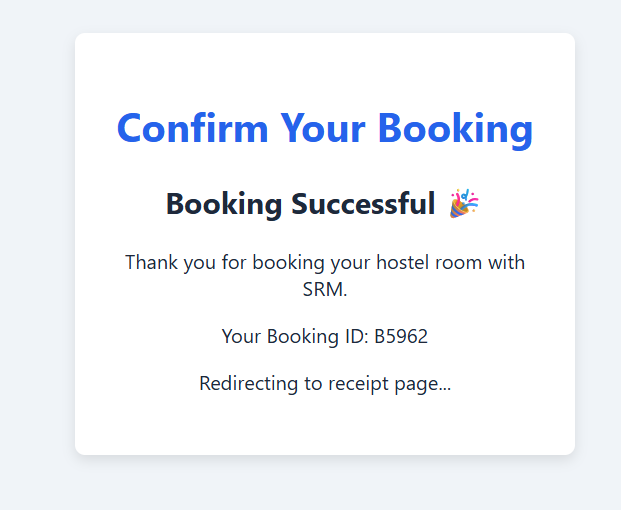 Confirm Your Booking
Booking Successful 🎉
Thank you for booking your hostel room with
SRM.
Your Booking ID: B5962
Redirecting to receipt page...